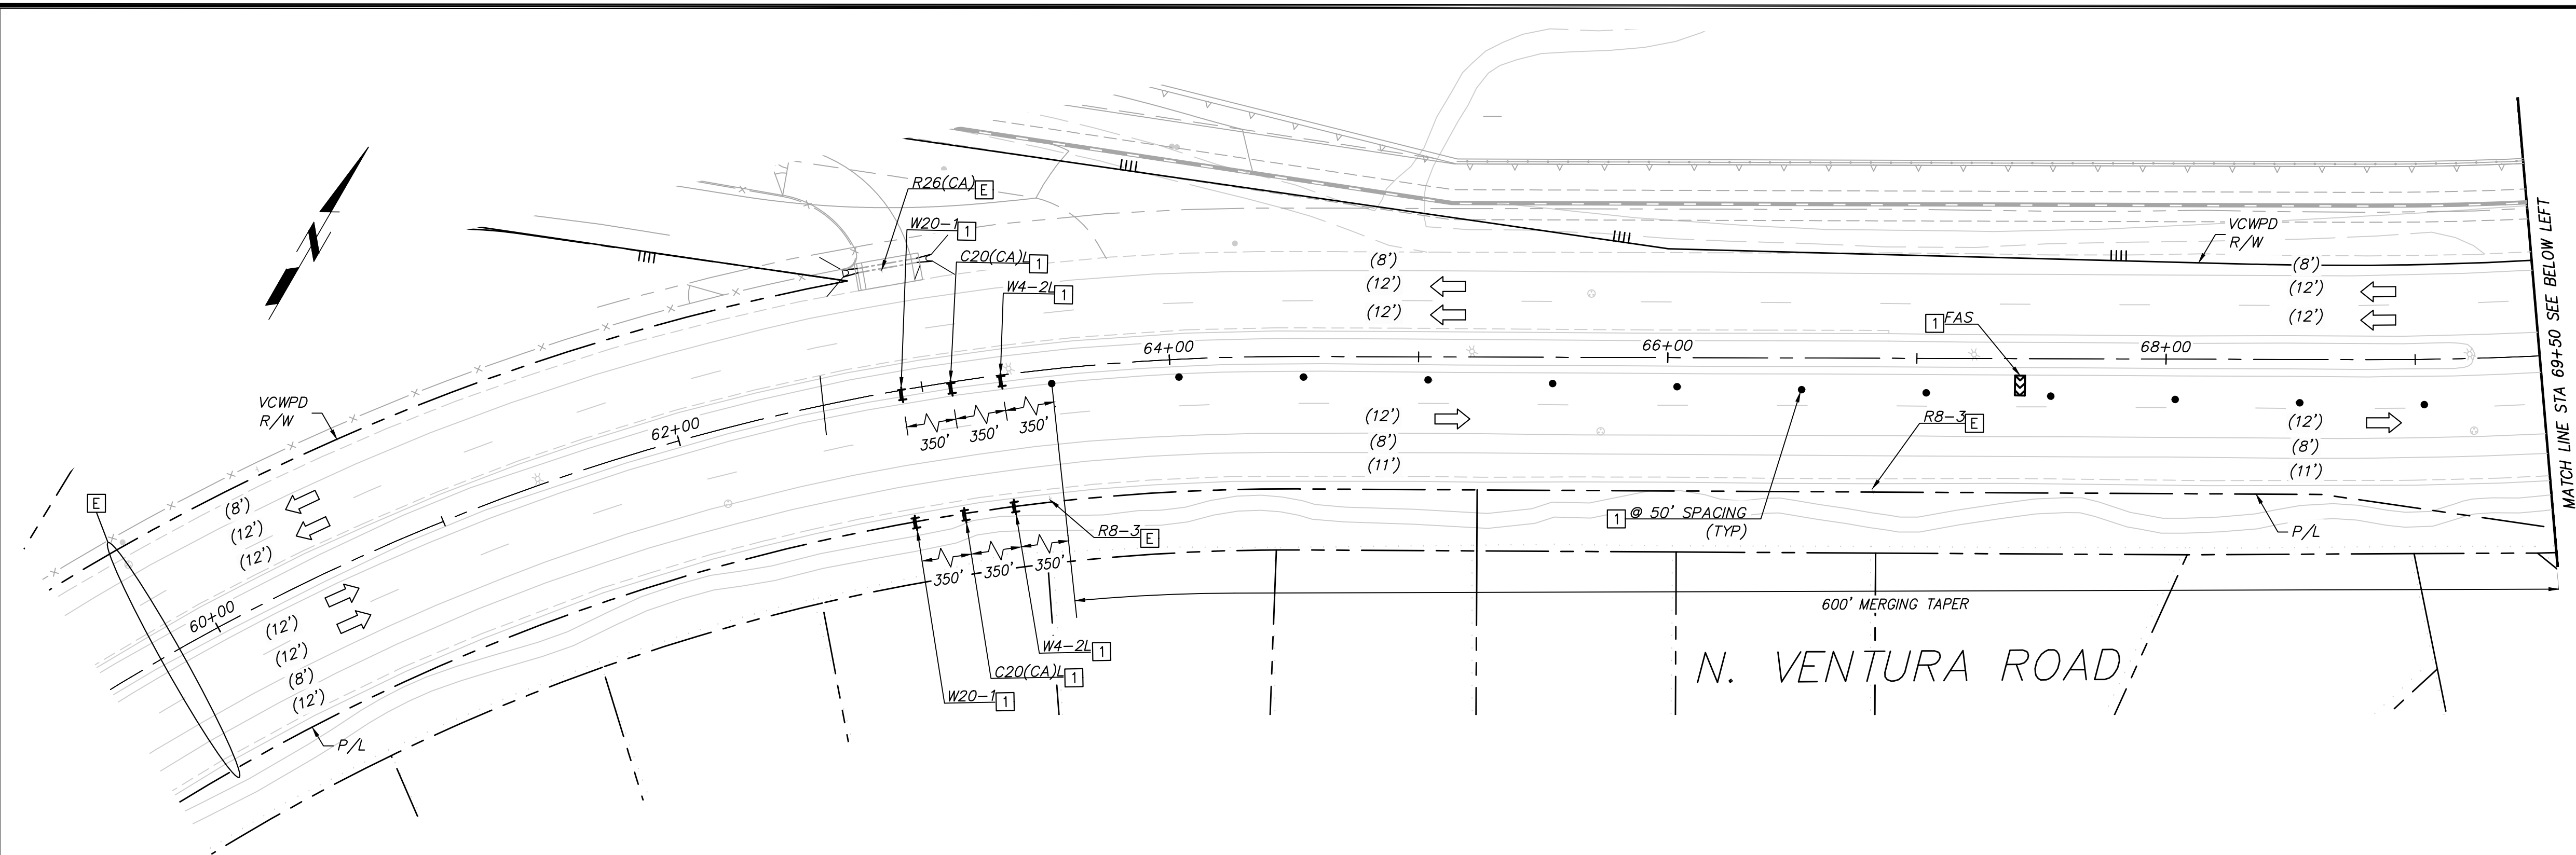 R26(CA) E
W20-1 1
C20(CA)L 1
W4-2L 1
VCWPD
R/W
(8')
(12')
(12')
(8')
(12')
(12')
1 FAS
64+00
66+00
68+00
62+00
60+00
VCWPD
R/W
E
(8')
(12')
(12')
350'
350'
350'
(12')
(8')
(11')
R8-3 E
(12')
(8')
(11')
1 @ 50' SPACING
(TYP)
P/L
R8-3 E
350'
350'
350'
600' MERGING TAPER
W4-2L 1
C20(CA)L 1
W20-1 1
(12')
(12')
(8')
(12')
P/L
N. VENTURA ROAD
MATCH LINE STA 69+50 SEE BELOW LEFT